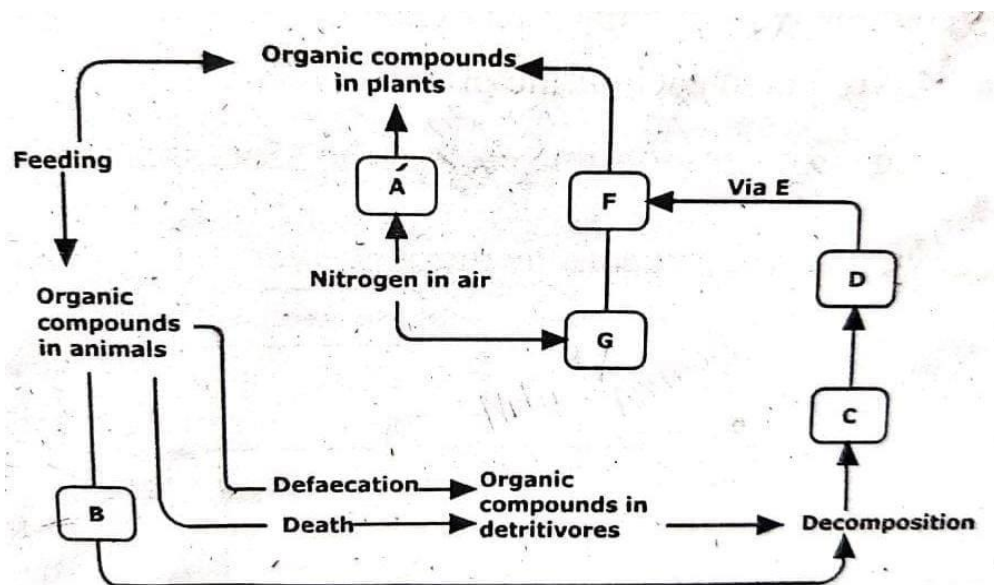 Organic compounds
in plants
Feeding
A
F
Via E
D
Nitrogen in air
Organic
compounds
in animals
G
C
Defaecation
Organic
compounds in
detritivores
B
Death
Decomposition